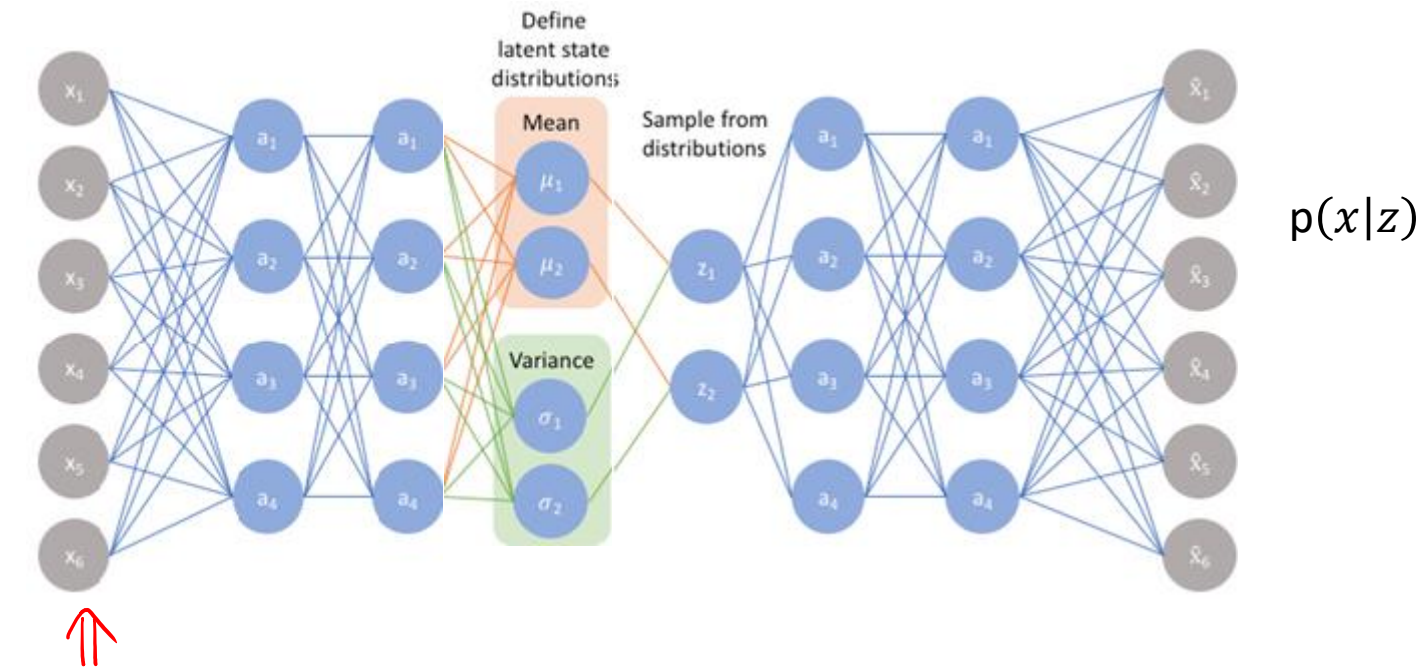 Define
latent state
distributions
Mean
Sample from
distributions
Variance
x₁
x₂
x₃
x₄
x₅
x₆
a₁
a₂
a₃
a₄
a₁
a₂
a₃
a₄
μ₁
μ₂
σ₁
σ₂
z₁
z₂
a₁
a₂
a₃
a₄
a₁
a₂
a₃
a₄
x̂₁
x̂₂
x̂₃
x̂₄
x̂₅
x̂₆
p(x|z)